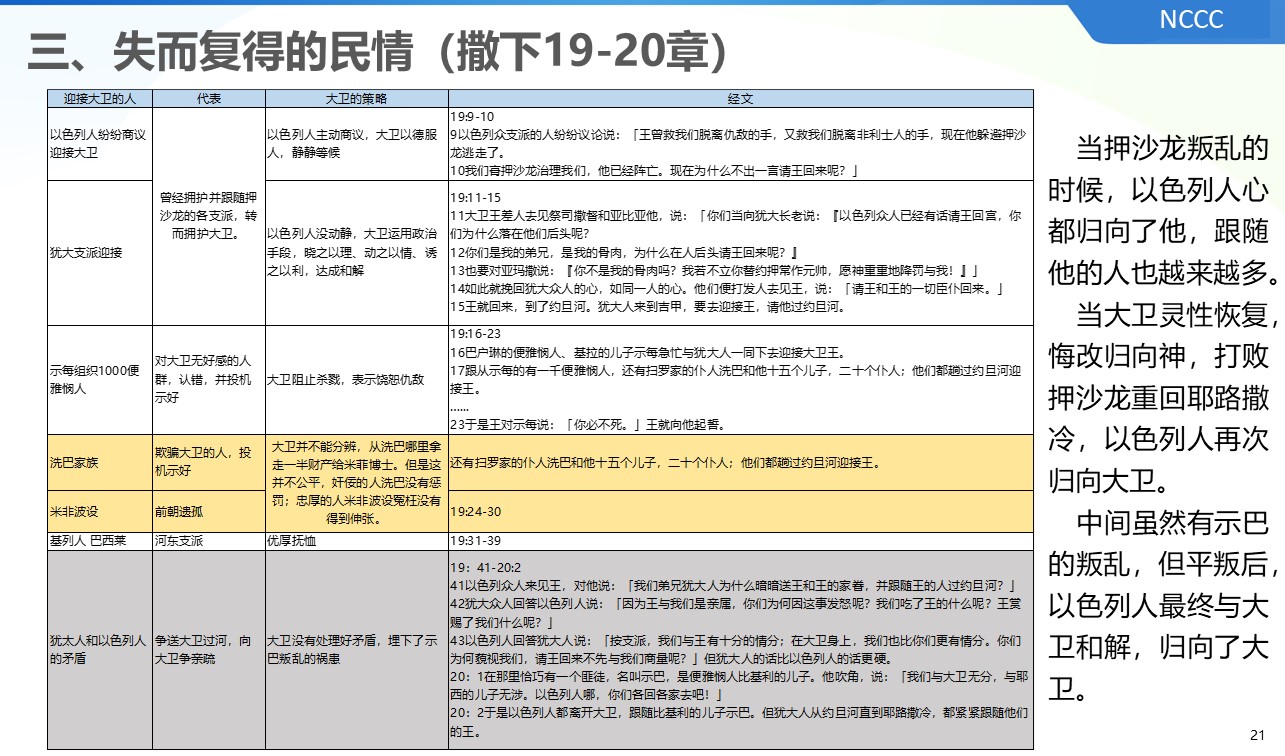 NCCC
三、失而复得的民情（撒下19-20章）
迎接大卫的人 代表 大卫的策略 经文
以色列人纷纷商议
迎接大卫
曾经拥护并跟随押
沙龙的各支派，转
而拥护大卫。
以色列人主动商议，大卫以德服
人，静静等候
19:9-10
9以色列众支派的人纷纷议论说：「王曾救我们脱离仇敌的手，又救我们脱离非利士人的手，现在他躲避押沙
龙逃走了。
10我们膏押沙龙治理我们，他已经阵亡。现在为什么不出一言请王回来呢？」
犹大支派迎接
以色列人没动静，大卫运用政治
手段，晓之以理、动之以情、诱
之以利，达成和解
19:11-15
11大卫王差人去见祭司撒督和亚比亚他，说：「你们当向犹大长老说：『以色列众人已经有话请王回宫，你
们为什么落在他们后头呢？
12你们是我的弟兄，是我的骨肉，为什么在人后头请王回来呢？』
13也要对亚玛撒说：『你不是我的骨肉吗？我若不立你替约押常作元帅，愿神重重地降罚与我！』」
14如此就挽回犹大众人的心，如同一人的心。他们便打发人去见王，说：「请王和王的一切臣仆回来。」
15王就回来，到了约旦河。犹大人来到吉甲，要去迎接王，请他过约旦河。
示每组织1000便
雅悯人
对大卫无好感的人
群，认错，并投机
示好
大卫阻止杀戮，表示饶恕仇敌
19:16-23
16巴户琳的便雅悯人、基拉的儿子示每急忙与犹大人一同下去迎接大卫王。
17跟从示每的有一千便雅悯人，还有扫罗家的仆人洗巴和他十五个儿子，二十个仆人；他们都趟过约旦河迎
接王。
......
23于是王对示每说：「你必不死。」王就向他起誓。
洗巴家族
欺骗大卫的人，投
机示好
大卫并不能分辨，从洗巴哪里拿
走一半财产给米菲博士。但是这
并不公平，奸佞的人洗巴没有惩
罚；忠厚的人米非波设冤枉没有
得到伸张。
还有扫罗家的仆人洗巴和他十五个儿子，二十个仆人；他们都趟过约旦河迎接王。
米非波设 前朝遗孤 19:24-30
基列人 巴西莱 河东支派 优厚抚恤 19:31-39
犹太人和以色列人
的矛盾
争送大卫过河，向
大卫争亲疏
大卫没有处理好矛盾，埋下了示
巴叛乱的祸患
19：41-20:2
41以色列众人来见王，对他说：「我们弟兄犹大人为什么暗暗送王和王的家眷，并跟随王的人过约旦河？」
42犹大众人回答以色列人说：「因为王与我们是亲属，你们为何因这事发怒呢？我们吃了王的什么呢？王赏
赐了我们什么呢？」
43以色列人回答犹大人说：「按支派，我们与王有十分的情分；在大卫身上，我们也比你们更有情分。你们
为何藐视我们，请王回来不先与我们商量呢？」但犹大人的话比以色列人的话更硬。
20：1在那里恰巧有一个匪徒，名叫示巴，是便雅悯人比基利的儿子。他吹角，说：「我们与大卫无分，与耶
西的儿子无涉。以色列人哪，你们各回各家去吧！」
20：2于是以色列人都离开大卫，跟随比基利的儿子示巴。但犹大人从约旦河直到耶路撒冷，都紧紧跟随他们
的王。
当押沙龙叛乱的
时候，以色列人心
都归向了他，跟随
他的人也越来越多。
当大卫灵性恢复，
悔改归向神，打败
押沙龙重回耶路撒
冷，以色列人再次
归向大卫。
中间虽然有示巴
的叛乱，但平叛后，
以色列人最终与大
卫和解，归向了大
卫。
21